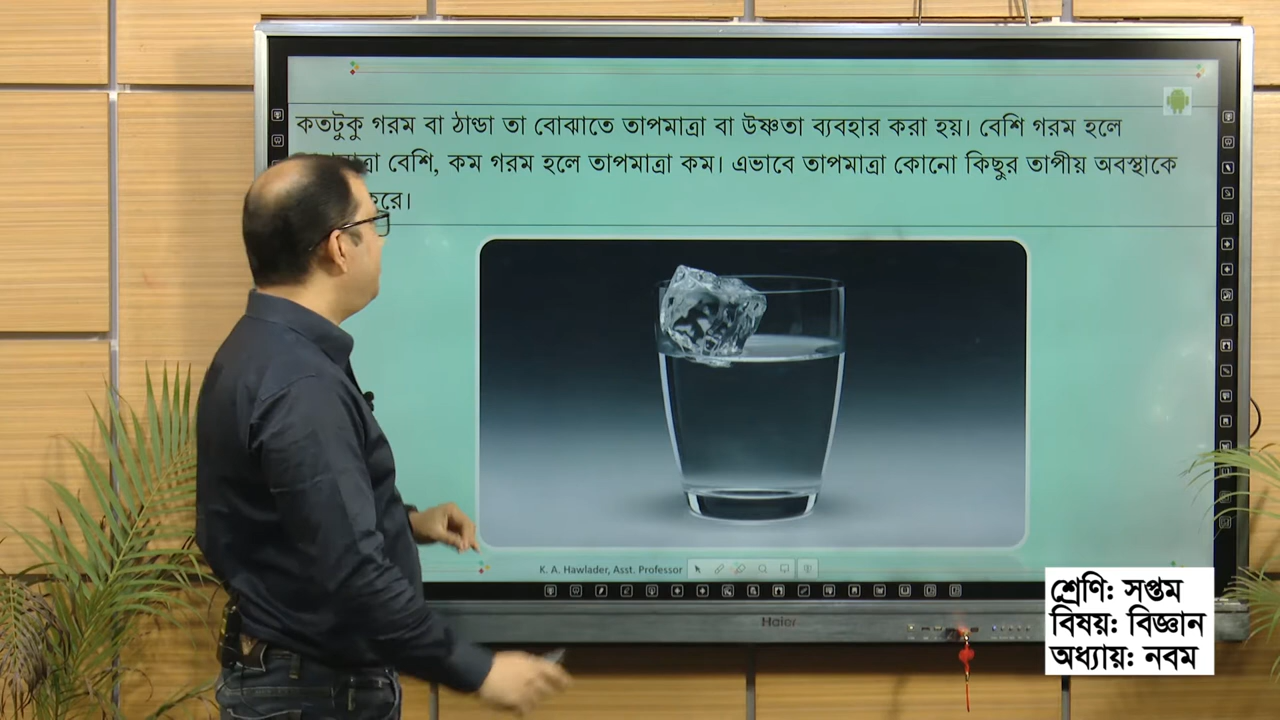 কতটুকু গরম বা ঠাণ্ডা তা বোঝাতে তাপমাত্রা বা উষ্ণতা ব্যবহার করা হয়। বেশি গরম হলে
বেশি, কম গরম হলে তাপমাত্রা কম। এভাবে তাপমাত্রা কোনো কিছুর তাপীয় অবস্থাকে
K. A. Hawlader, Asst. Professor
Haier
শ্রেণি: সপ্তম
বিষয়: বিজ্ঞান
অধ্যায়: নবম